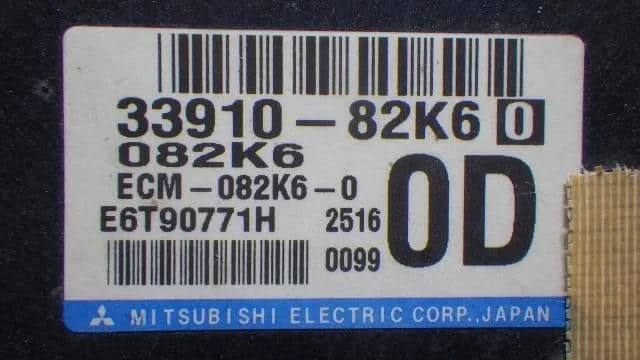 33910-82K6 0
082K6
0D
ECM-082K6-0
E6T90771H 2516
0099
MITSUBISHI ELECTRIC CORP.,JAPAN